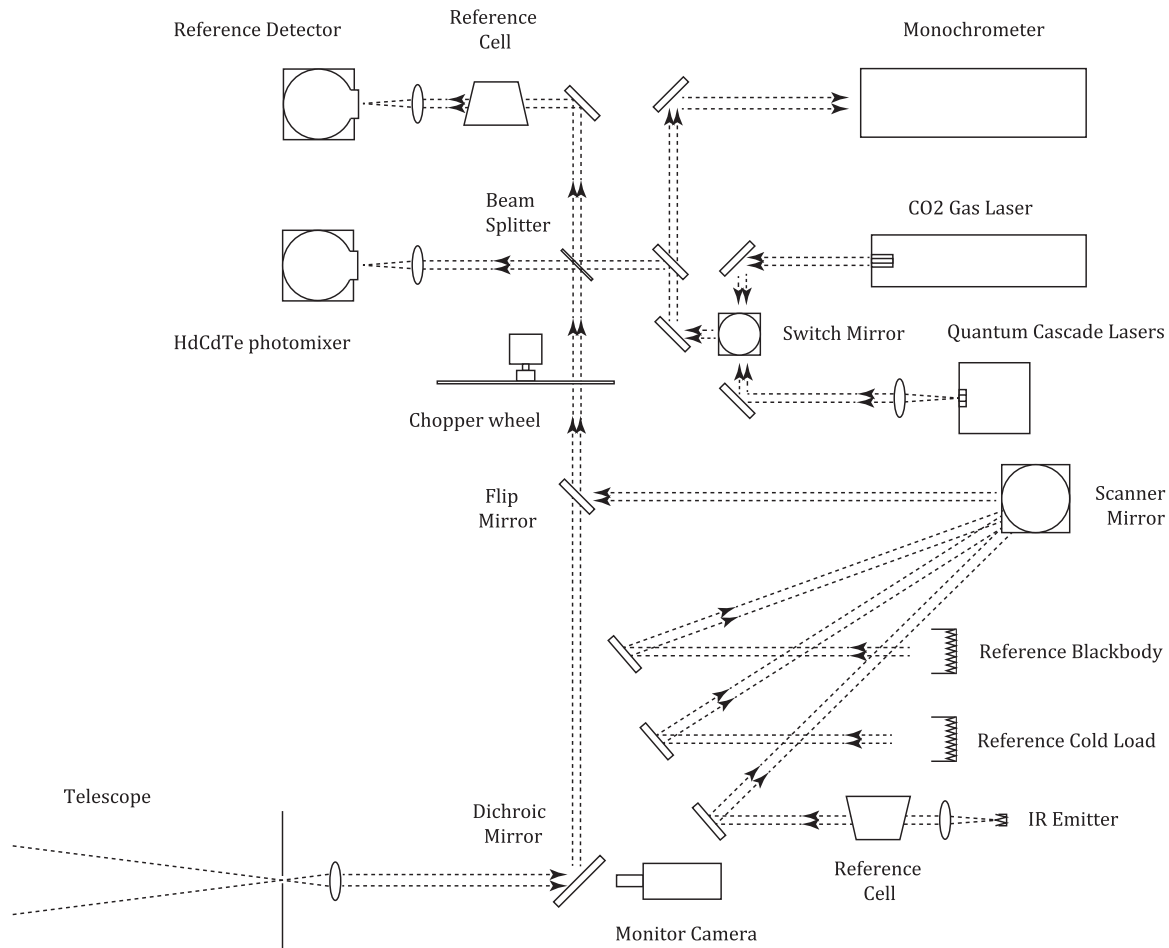 Reference Detector
Reference
Cell
Monochrometer
Beam
Splitter
CO2 Gas Laser
HdCdTe photomixer
Switch Mirror
Quantum Cascade Lasers
Chopper wheel
Flip
Mirror
Scanner
Mirror
Reference Blackbody
Reference Cold Load
Telescope
Dichroic
Mirror
IR Emitter
Reference
Cell
Monitor Camera